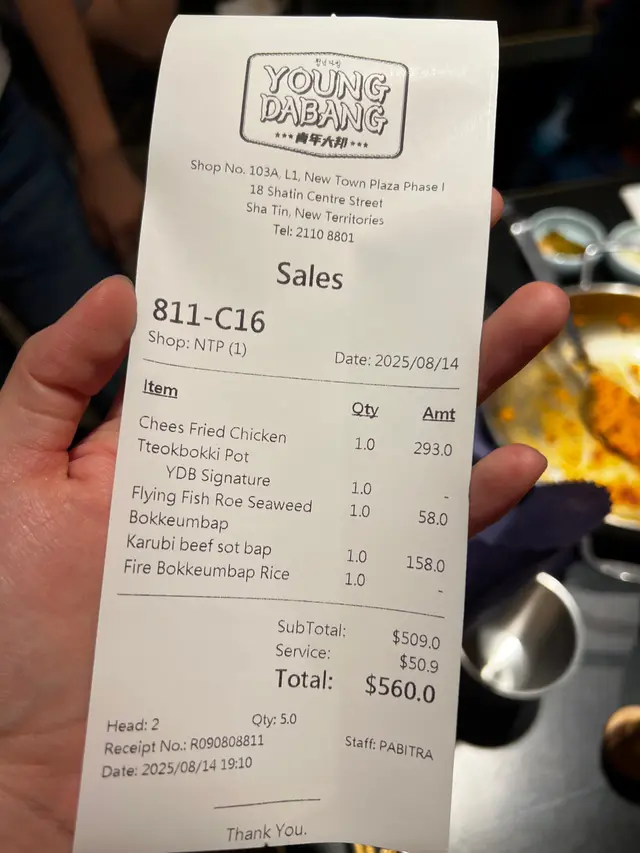 청년다방
YOUNG
DABANG
青年大邦
Shop No. 103A, L1, New Town Plaza Phase I
18 Shatin Centre Street
Sha Tin, New Territories
Tel: 2110 8801
Sales
811-C16
Shop: NTP (1)
Date: 2025/08/14
Item Qty Amt
Chees Fried Chicken 1.0 293.0
Tteokbokki Pot
YDB Signature 1.0 -
Flying Fish Roe Seaweed 1.0 58.0
Bokkeumbap
Karubi beef sot bap 1.0 158.0
Fire Bokkeumbap Rice 1.0 -
SubTotal: $509.0
Service: $50.9
Total: $560.0
Head: 2 Qty: 5.0
Receipt No.: R090808811 Staff: PABITRA
Date: 2025/08/14 19:10
Thank You.